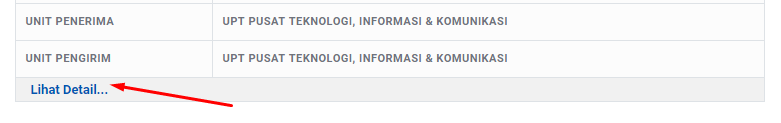 UNIT PENERIMA UPT PUSAT TEKNOLOGI, INFORMASI & KOMUNIKASI
UNIT PENGIRIM UPT PUSAT TEKNOLOGI, INFORMASI & KOMUNIKASI
Lihat Detail...